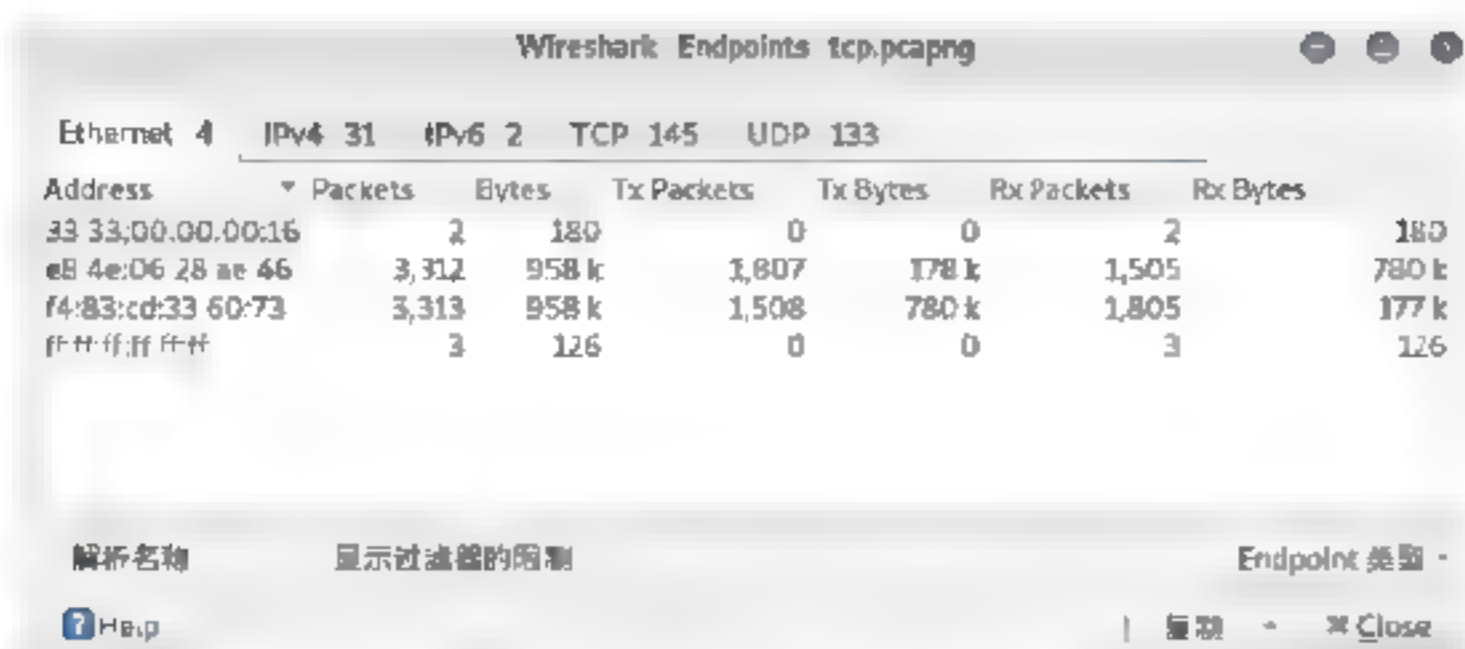 Wireshark Endpoints tcp.pcapng
Ethernet 4 IPv4 31 IPv6 2 TCP 145 UDP 133
Address Packets Bytes Tx Packets Tx Bytes Rx Packets Rx Bytes
33:33:00:00:00:16 2 180 0 0 2 180
e8:4e:06:28:ae:46 3,312 958 k 1,807 178 k 1,505 780 k
f4:83:cd:33:60:73 3,313 958 k 1,508 780 k 1,805 177 k
ff:ff:ff:ff:ff:ff 3 126 0 0 3 126
解析名称 显示过滤器的限制 Endpoint 类型
Help 复制 Close